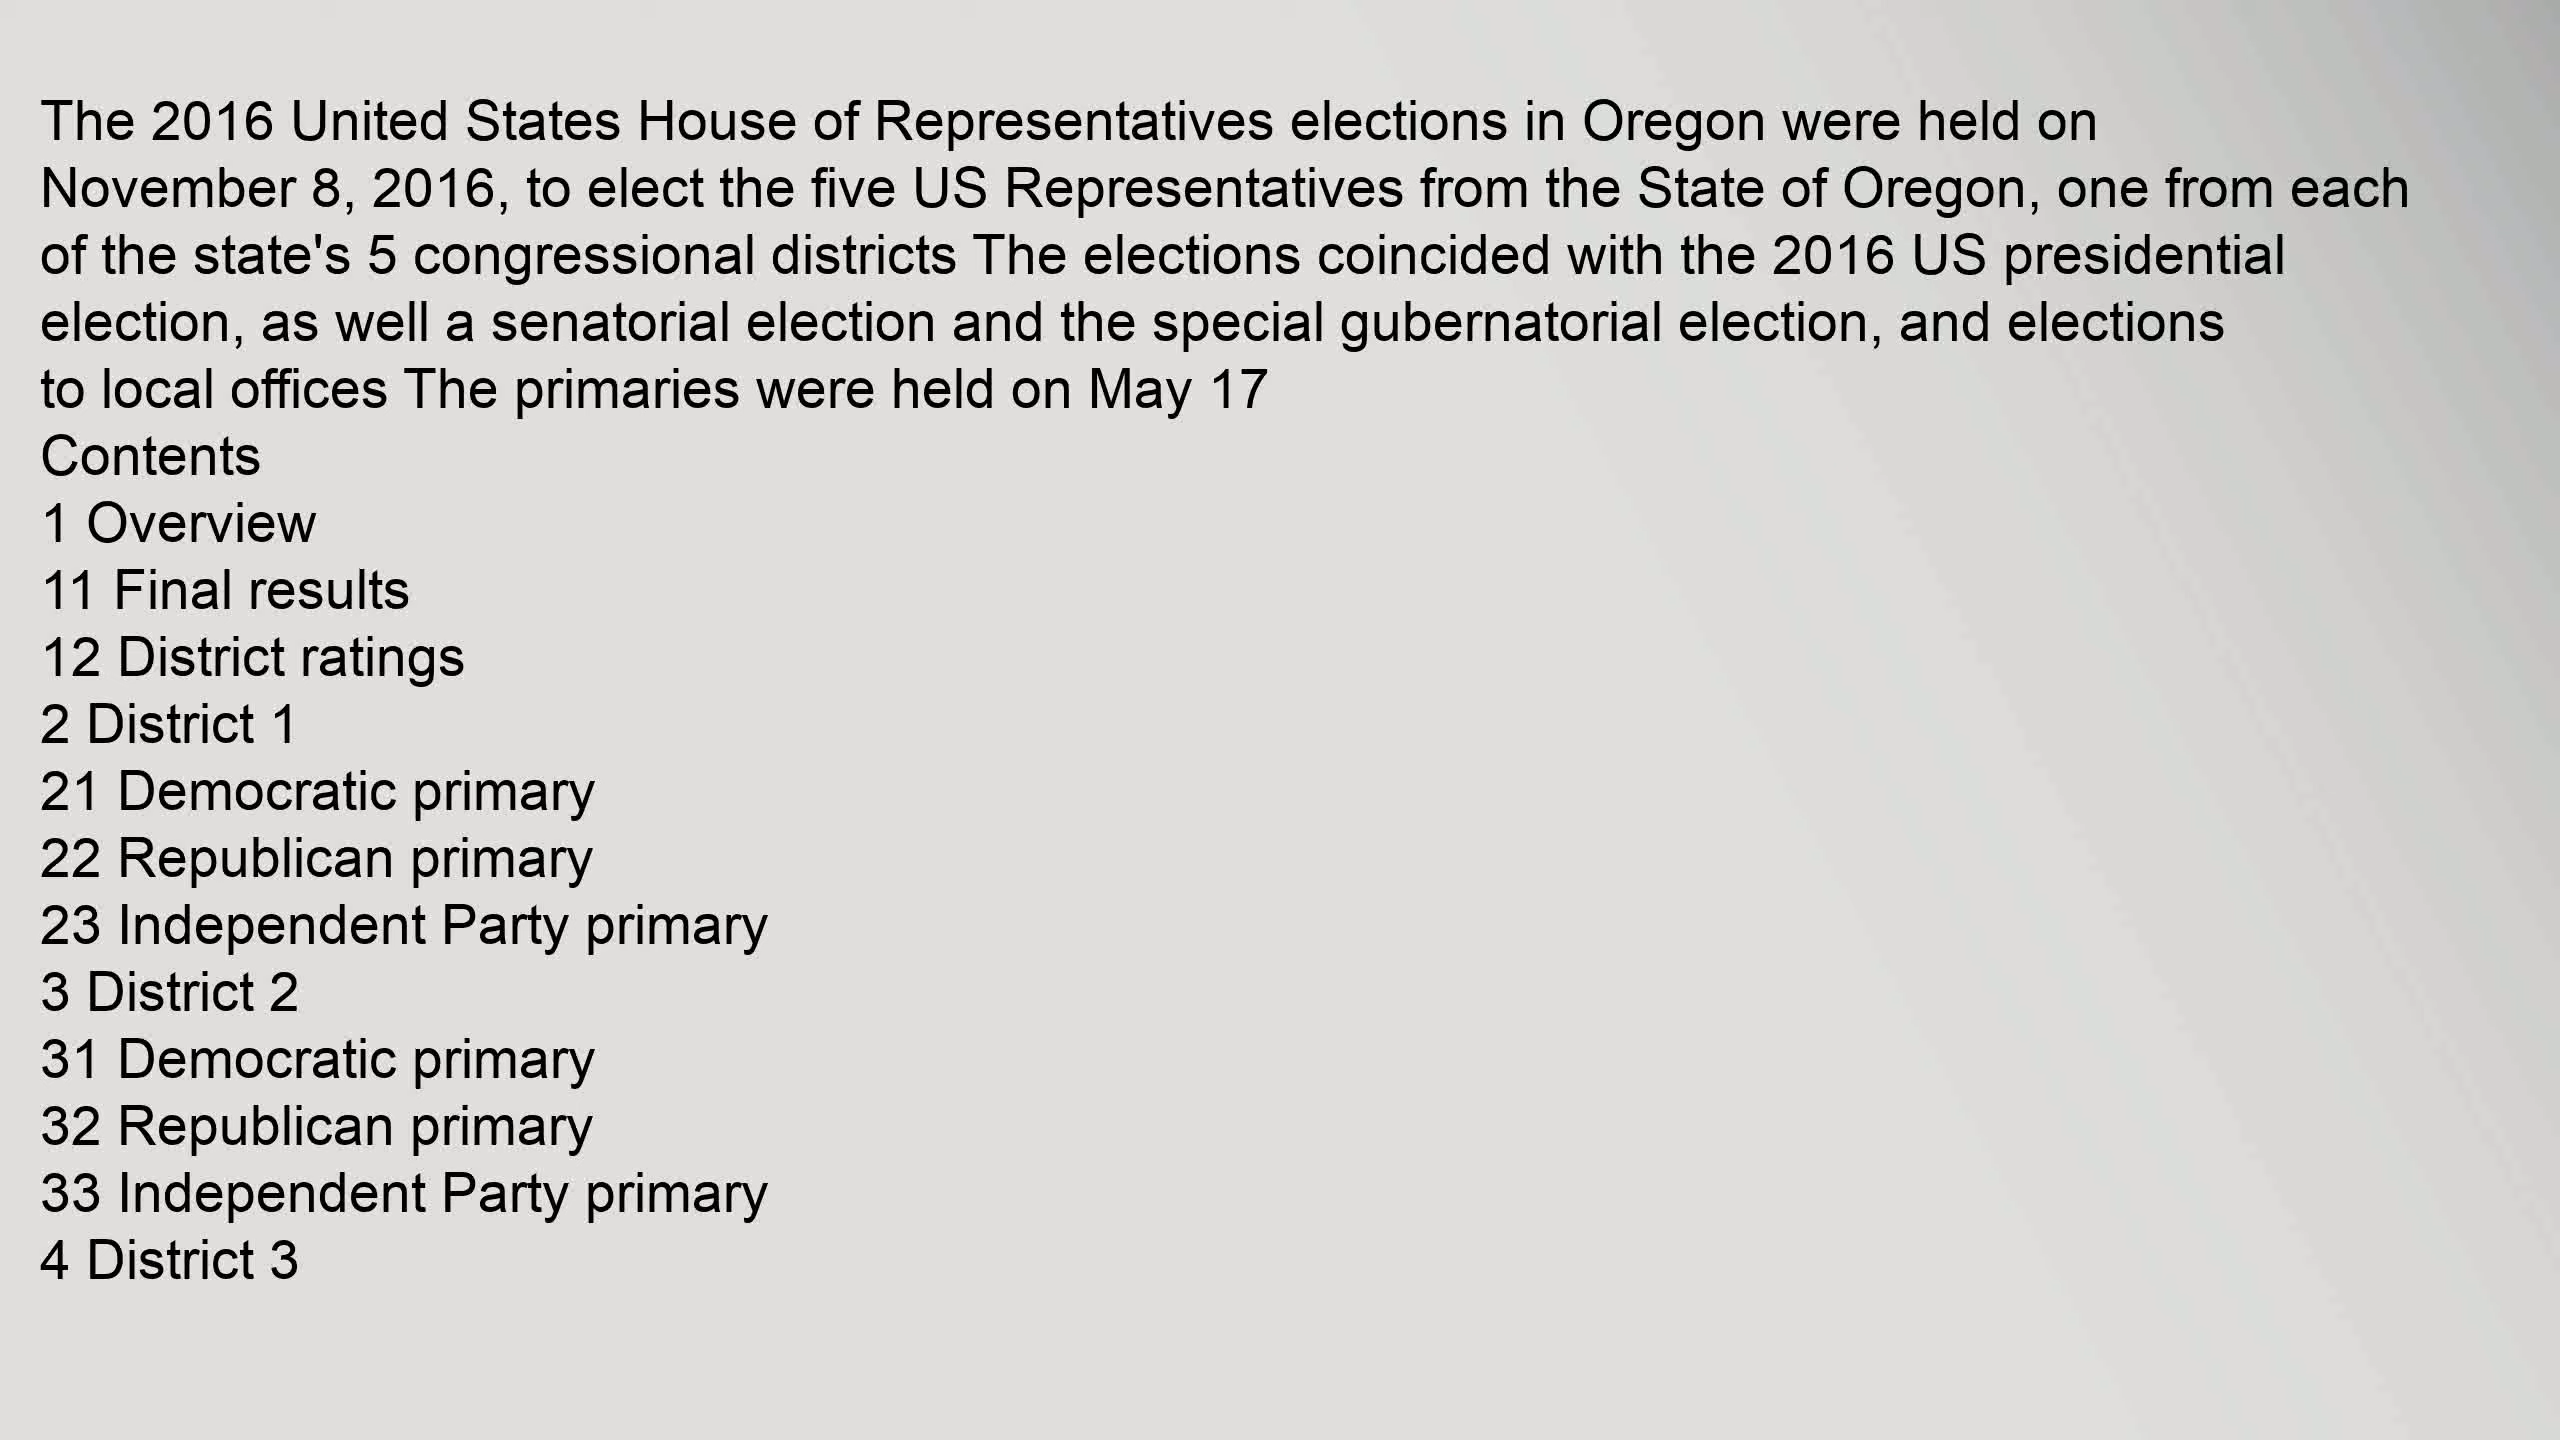 The 2016 United States House of Representatives elections in Oregon were held on
November 8, 2016, to elect the five US Representatives from the State of Oregon, one from each
of the state's 5 congressional districts The elections coincided with the 2016 US presidential
election, as well a senatorial election and the special gubernatorial election, and elections
to local offices The primaries were held on May 17
Contents
1 Overview
11 Final results
12 District ratings
2 District 1
21 Democratic primary
22 Republican primary
23 Independent Party primary
3 District 2
31 Democratic primary
32 Republican primary
33 Independent Party primary
4 District 3